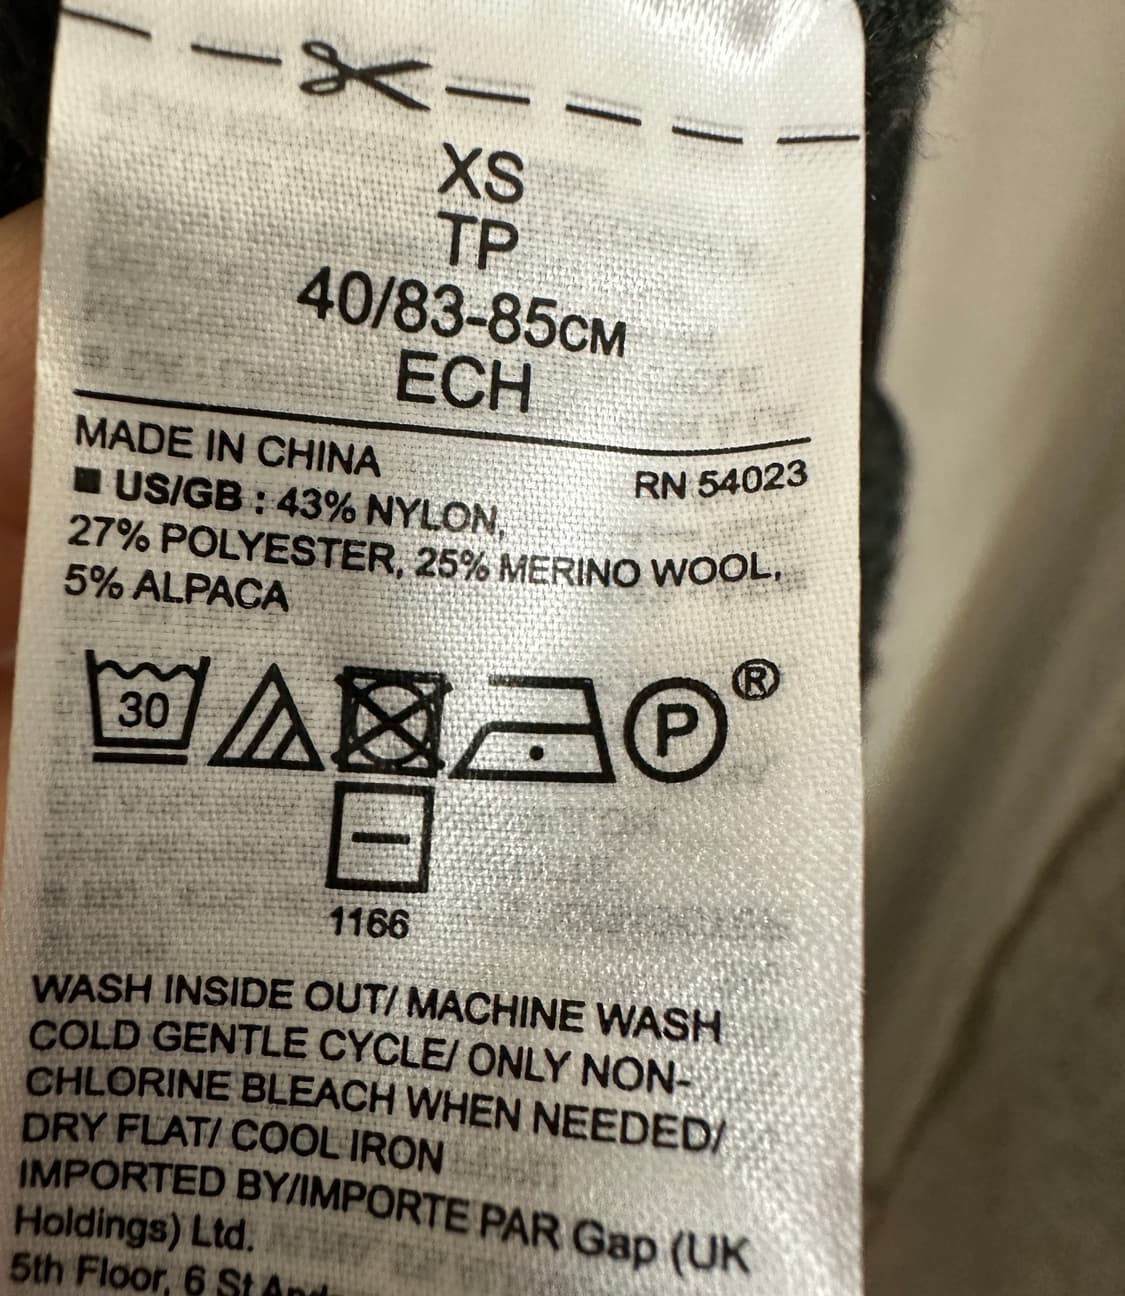 XS
TP
40/83-85CM
ECH
MADE IN CHINA
RN 54023
US/GB : 43% NYLON,
27% POLYESTER, 25% MERINO WOOL,
5% ALPACA
30
P ®
1166
WASH INSIDE OUT/ MACHINE WASH
COLD GENTLE CYCLE/ ONLY NON-
CHLORINE BLEACH WHEN NEEDED/
DRY FLAT/ COOL IRON
IMPORTED BY/IMPORTE PAR Gap (UK
Holdings) Ltd.
5th Floor, 6 St